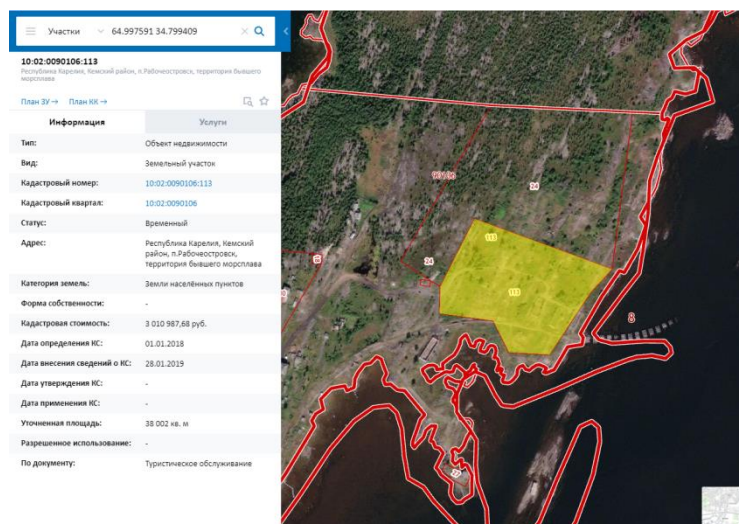 Участки 64.997591 34.799409
10:02:0090106:113
Республика Карелия, Кемский район, п.Рабочеостровск, территория бывшего
морсплава
План ЗУ → План КК →
Информация Услуги
Тип: Объект недвижимости
Вид: Земельный участок
Кадастровый номер: 10:02:0090106:113
Кадастровый квартал: 10:02:0090106
Статус: Временный
Адрес: Республика Карелия, Кемский
район, п.Рабочеостровск,
территория бывшего морсплава
Категория земель: Земли населённых пунктов
Форма собственности: -
Кадастровая стоимость: 3 010 987,68 руб.
Дата определения КС: 01.01.2018
Дата внесения сведений о КС: 28.01.2019
Дата утверждения КС: -
Дата применения КС: -
Уточненная площадь: 38 002 кв. м
Разрешенное использование: -
По документу: Туристическое обслуживание
90106
24
113
24
113
8